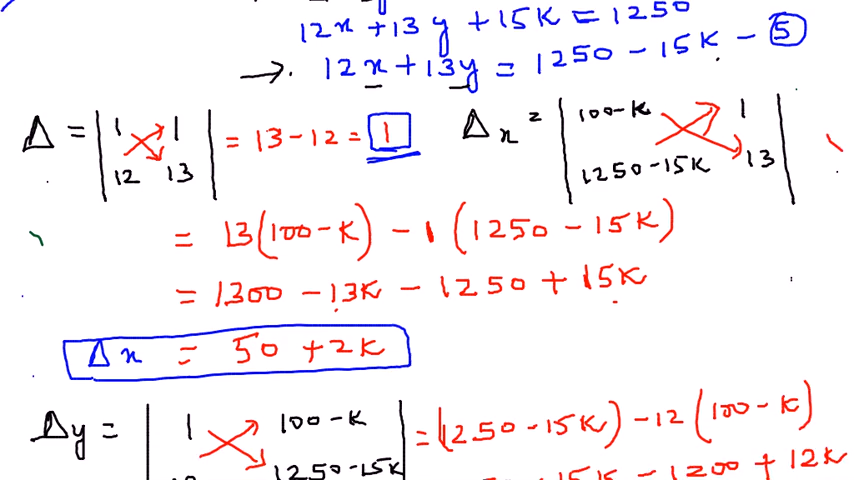 12x + 13y + 15K = 1250
→. 12x + 13y = 1250 - 15K - ⑤
Δ = | 1 1 | = 13 - 12 = 1 Δx = | 100-K 1 |
| 12 13 | | 1250-15K 13 |
= 13(100-K) - 1(1250 - 15K)
= 1300 - 13K - 1250 + 15K
Δx = 50 + 2K
Δy = | 1 100-K | = (1250 - 15K) - 12(100-K)
1250-15K
15K - 1200 + 12K